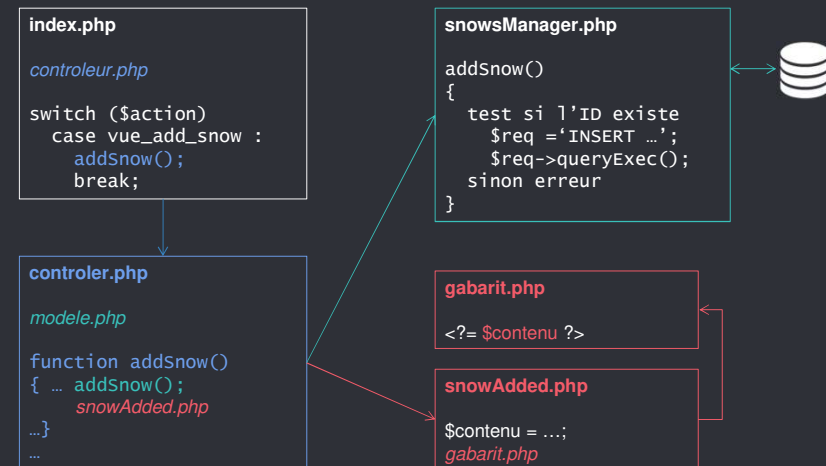 index.php
controleur.php
switch ($action)
case vue_add_snow :
addSnow();
break;
controler.php
modele.php
function addSnow()
{ … addSnow();
snowAdded.php
…}
…
snowsManager.php
addSnow()
{
test si l’ID existe
$req =‘INSERT …’;
$req->queryExec();
sinon erreur
}
gabarit.php
<?= $contenu ?>
snowAdded.php
$contenu = …;
gabarit.php